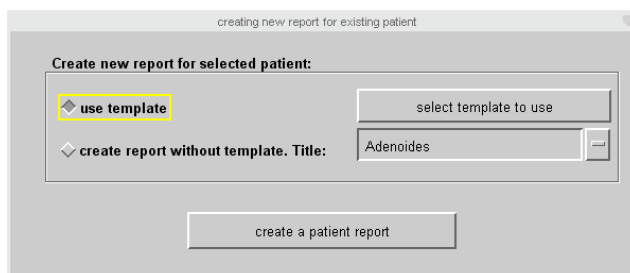 creating new report for existing patient
Create new report for selected patient:
use template
select template to use
create report without template. Title:
Adenoides
create a patient report